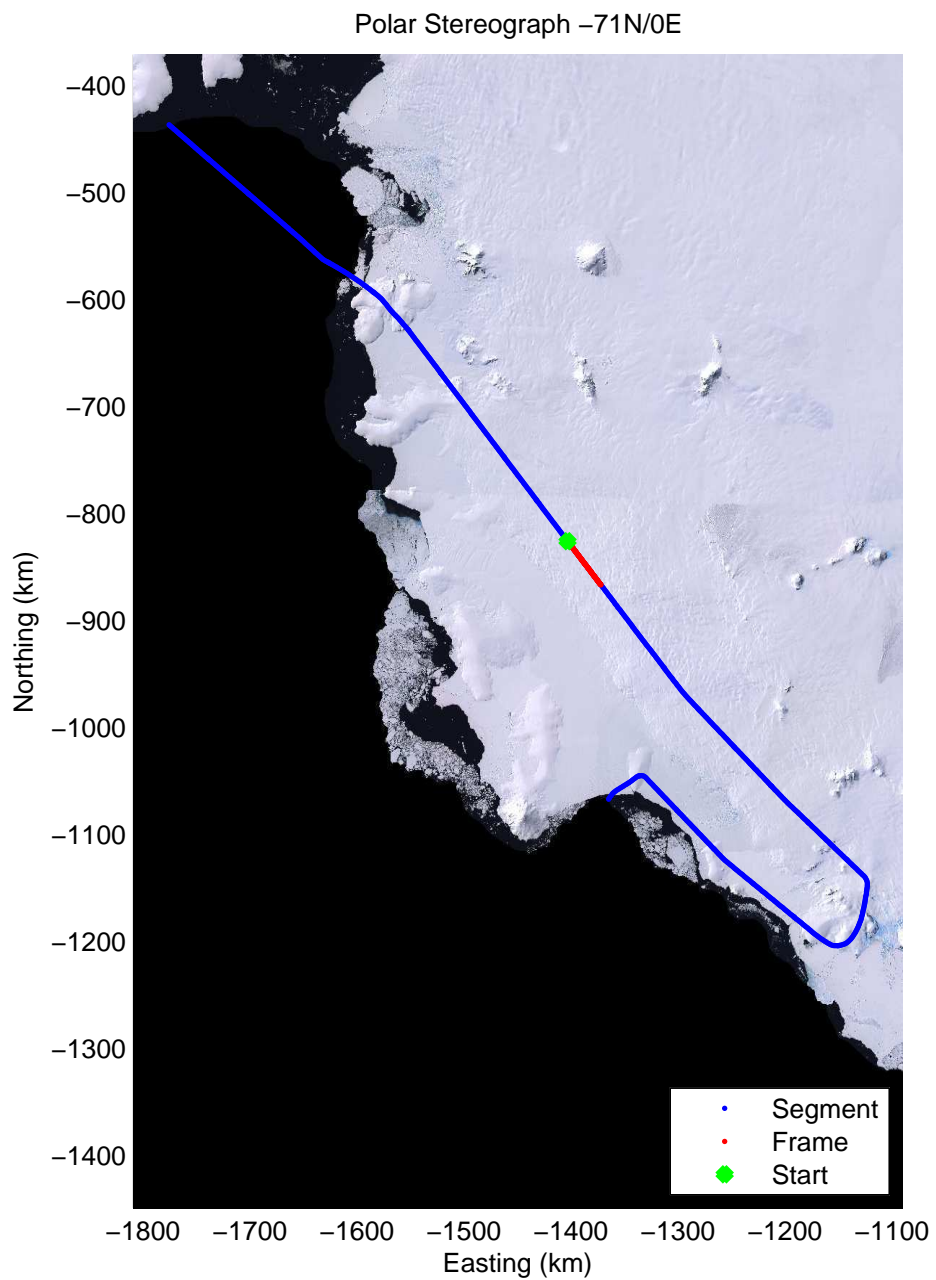 Polar Stereograph −71N/0E
−400
−500
−600
−700
−800
−900
−1000
−1100
−1200
−1300
−1400
Northing (km)
Segment
Frame
Start
−1800 −1700 −1600 −1500 −1400 −1300 −1200 −1100
Easting (km)